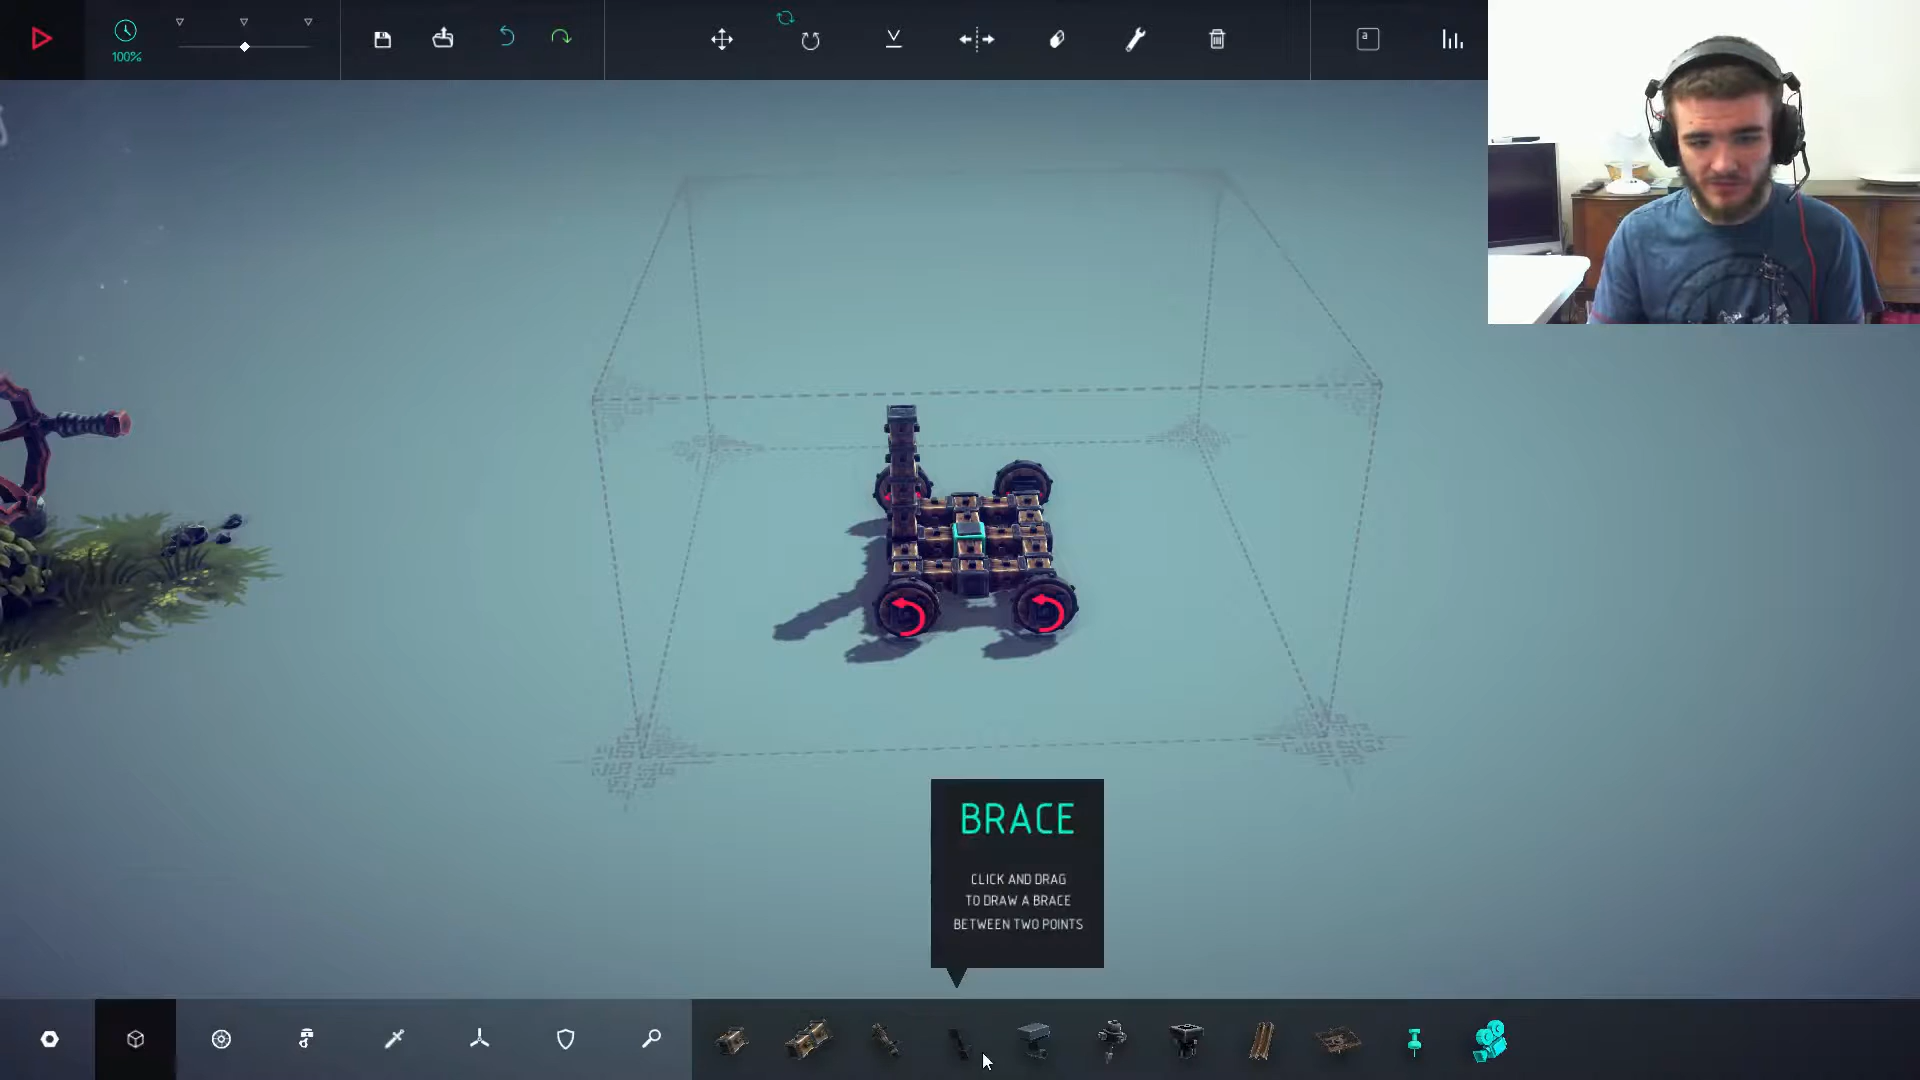 100%
a
BRACE
CLICK AND DRAG
TO DRAW A BRACE
BETWEEN TWO POINTS